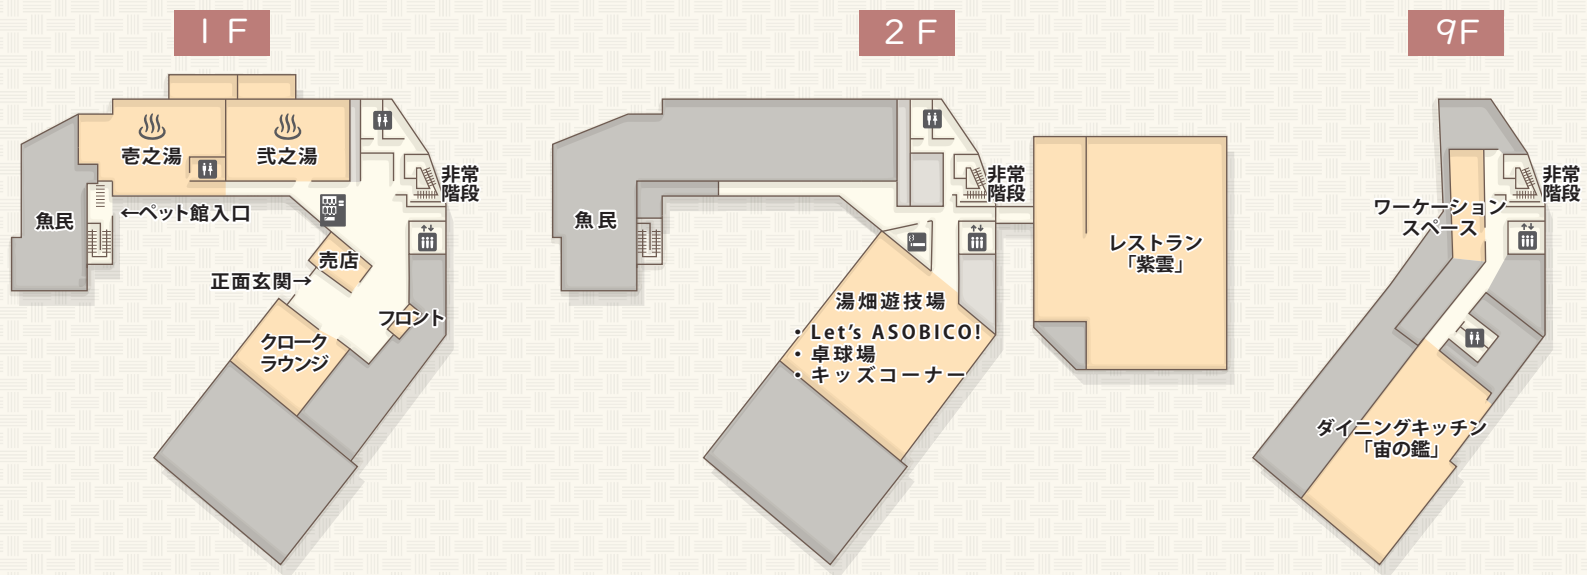 1F
壱之湯
弐之湯
非常
階段
←ペット館入口
魚民
売店
正面玄関→
フロント
クローク
ラウンジ
2F
非常
階段
魚民
レストラン
「紫雲」
湯畑遊技場
・Let's ASOBICO!
・卓球場
・キッズコーナー
9F
非常
階段
ワーケーション
スペース
ダイニングキッチン
「宙の鑑」